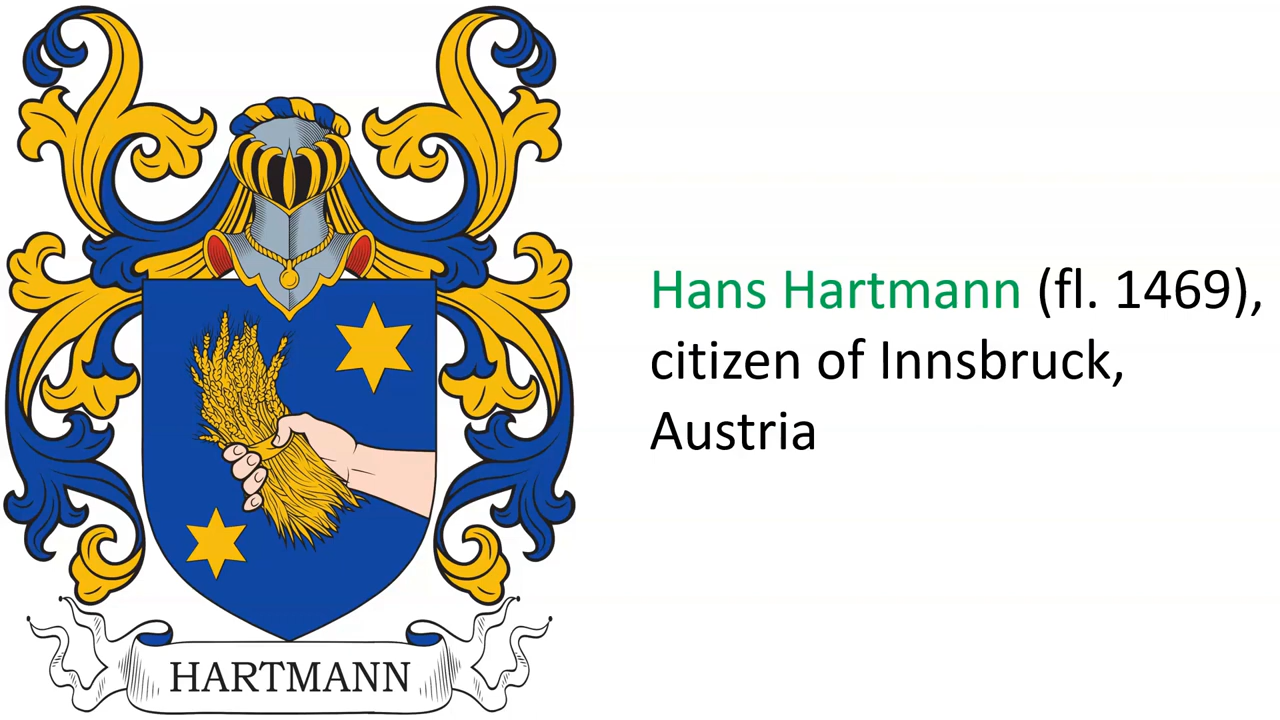 Hans Hartmann (fl. 1469),
citizen of Innsbruck,
Austria
HARTMANN